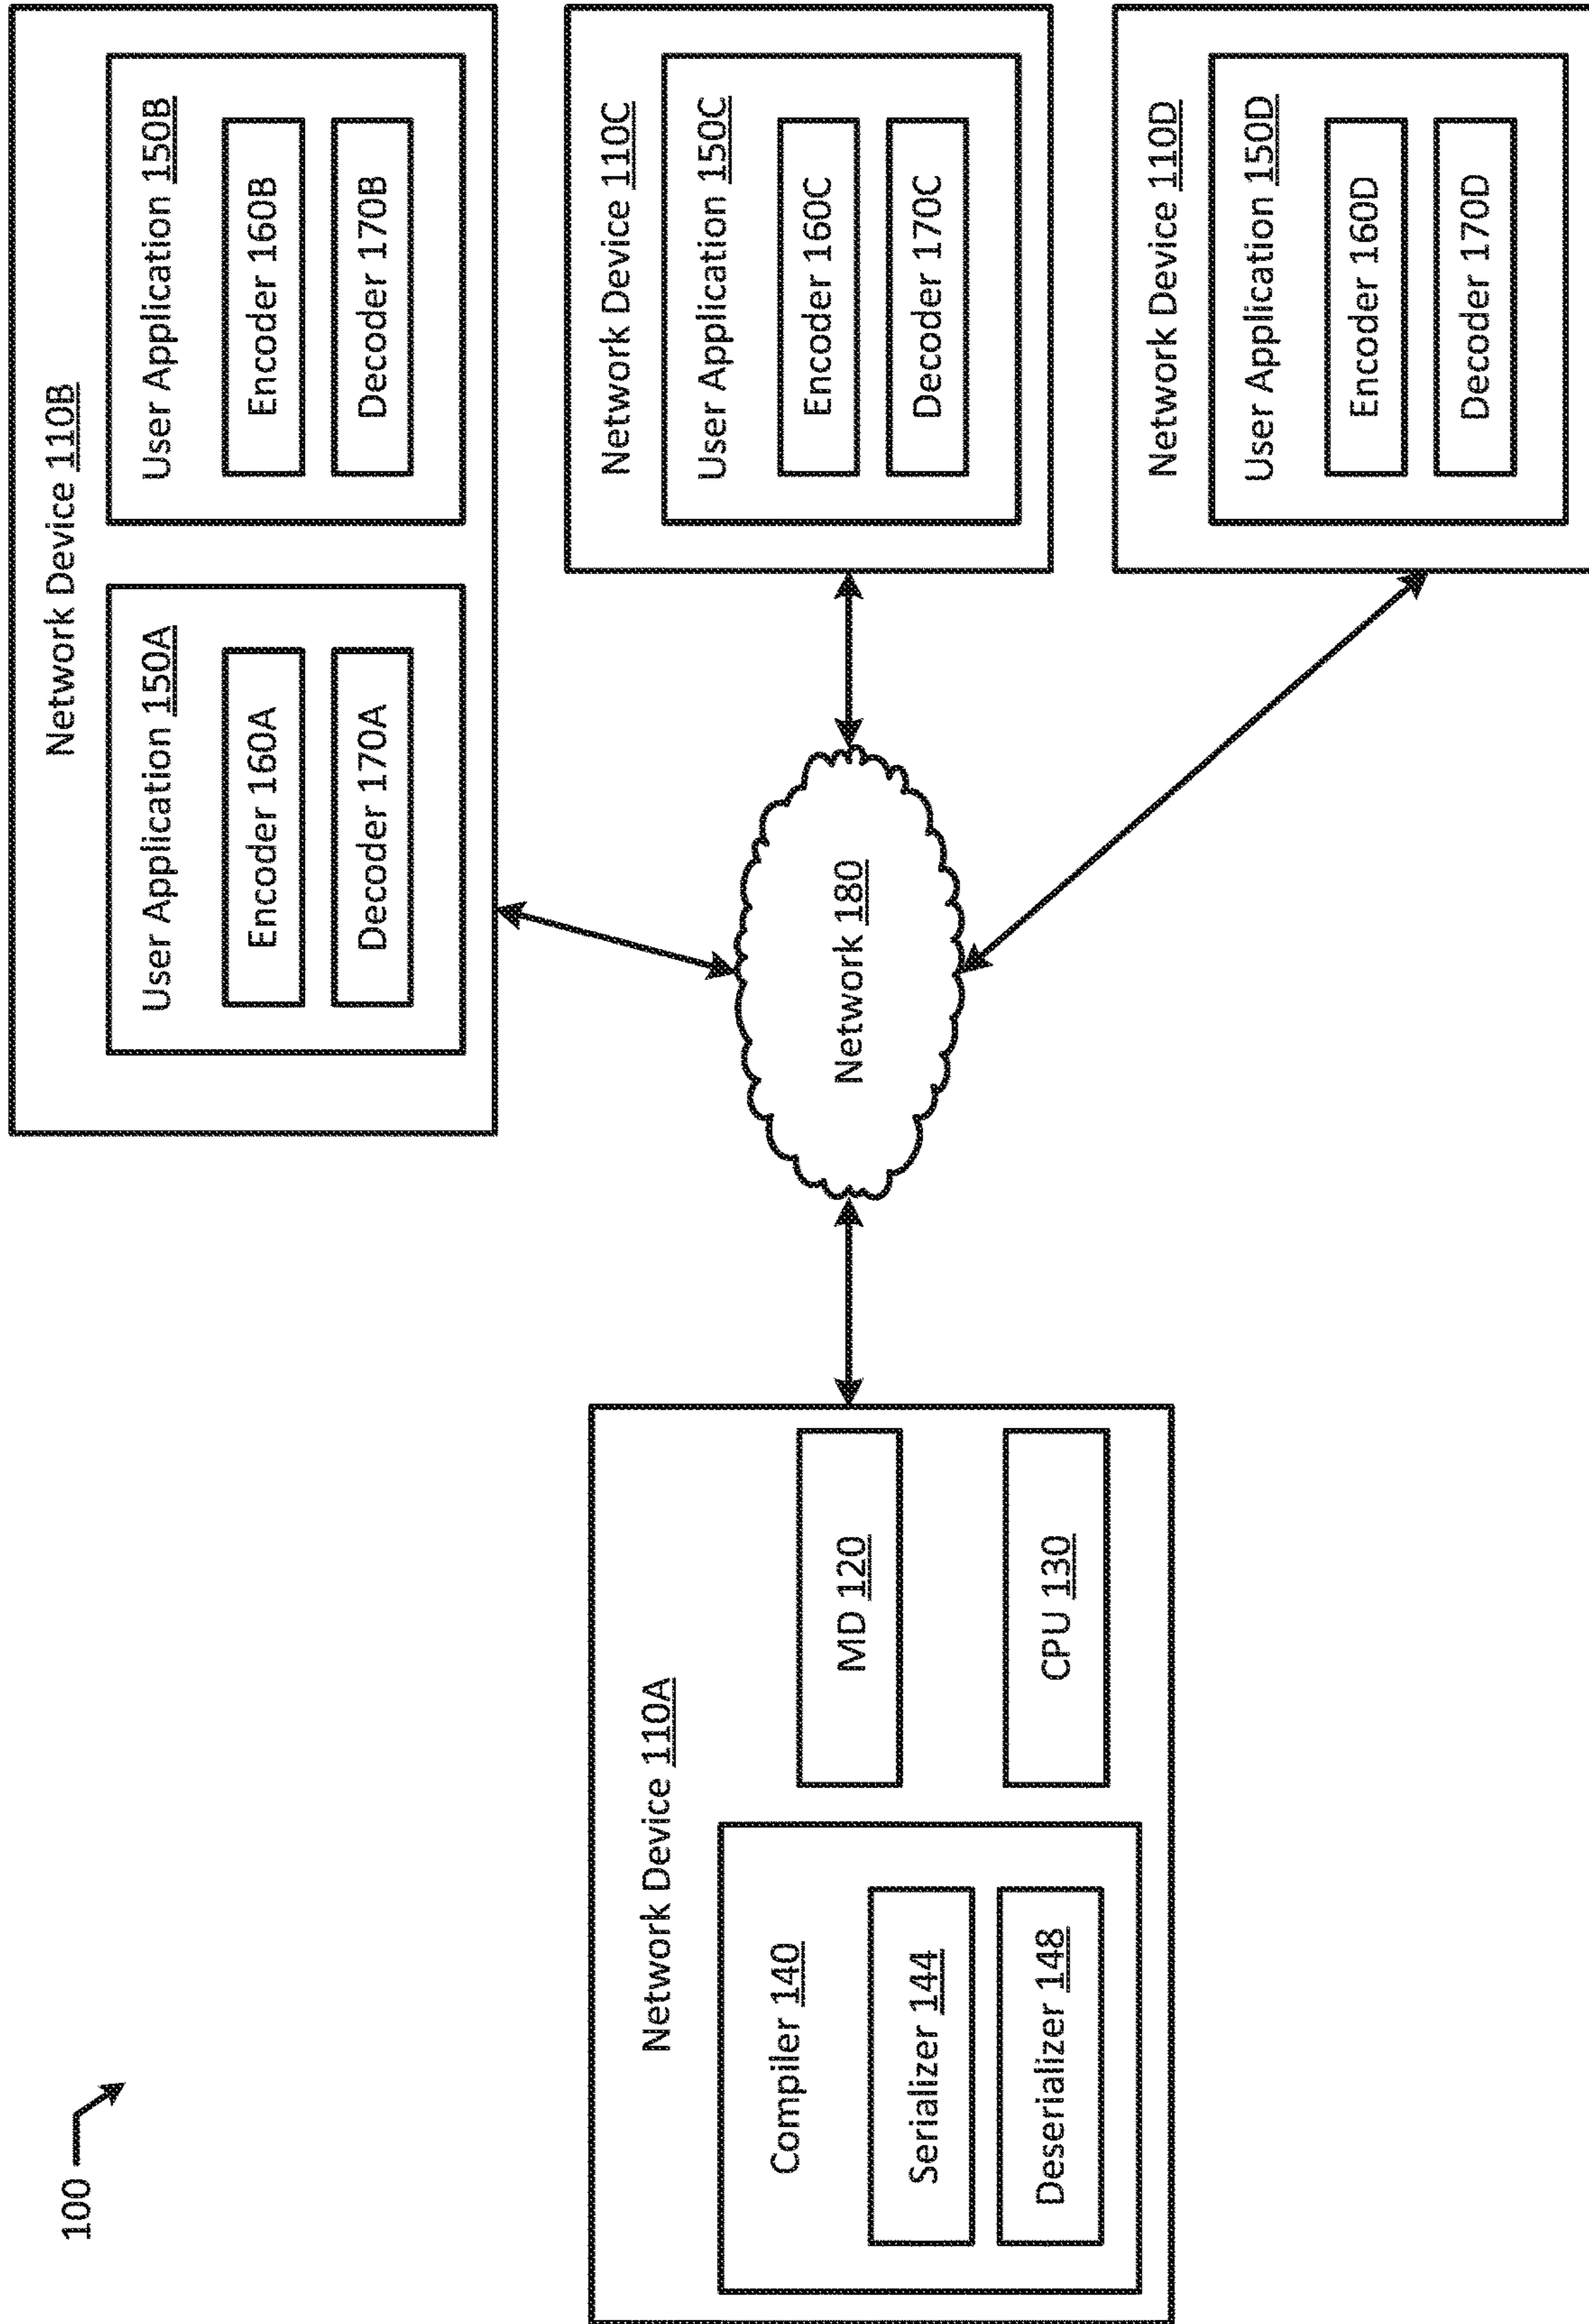 100
Network Device 110A
Compiler 140
Serializer 144
Deserializer 148
MD 120
CPU 130
Network 180
Network Device 110B
User Application 150A
Encoder 160A
Decoder 170A
User Application 150B
Encoder 160B
Decoder 170B
Network Device 110C
User Application 150C
Encoder 160C
Decoder 170C
Network Device 110D
User Application 150D
Encoder 160D
Decoder 170D